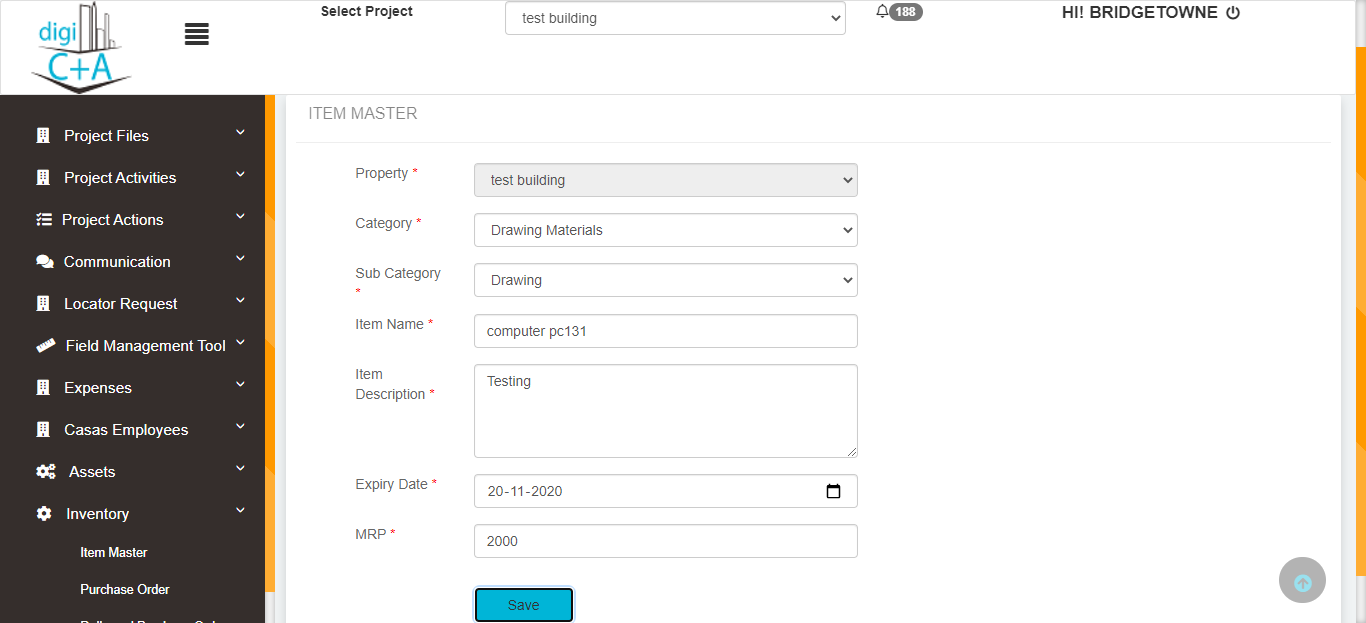 digi
C+A
Select Project
test building
188
HI! BRIDGETOWNE
Project Files
Project Activities
Project Actions
Communication
Locator Request
Field Management Tool
Expenses
Casas Employees
Assets
Inventory
Item Master
Purchase Order
ITEM MASTER
Property *
test building
Category *
Drawing Materials
Sub Category
*
Drawing
Item Name *
computer pc131
Item
Description *
Testing
Expiry Date *
20-11-2020
MRP *
2000
Save